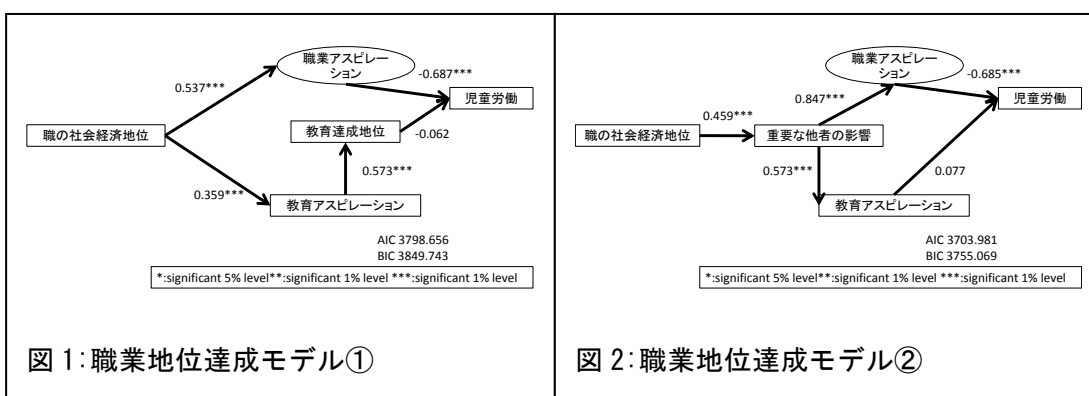 職業アスピレー
ション
0.537***
-0.687***
児童労働
教育達成地位
-0.062
職の社会経済地位
0.573***
0.359***
教育アスピレーション
AIC 3798.656
BIC 3849.743
*:significant 5% level**:significant 1% level ***:significant 1% level
図 1:職業地位達成モデル①
職業アスピレー
ション
-0.685***
0.847***
児童労働
0.459***
職の社会経済地位
重要な他者の影響
0.573***
0.077
教育アスピレーション
AIC 3703.981
BIC 3755.069
*:significant 5% level**:significant 1% level ***:significant 1% level
図 2:職業地位達成モデル②